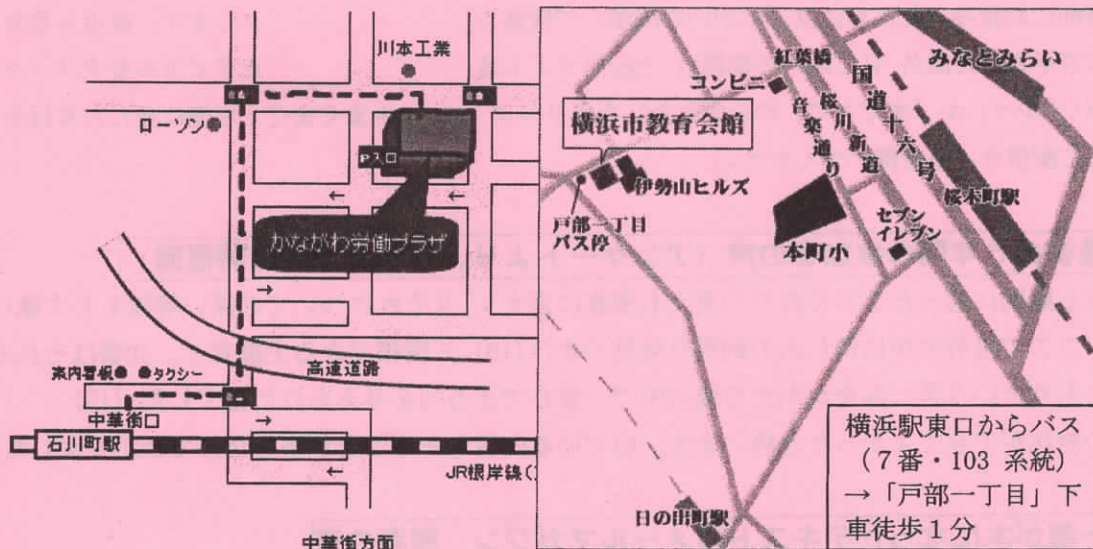 川本工業
ローソン
P入口
かながわ労働プラザ
高速道路
案内看板
タクシー
中華街口
石川町駅
JR根岸線(
中華街方面
みなとみらい
紅葉橋
コンビニ
国道十六号
桜川新道
音楽通り
横浜市教育会館
伊勢山ヒルズ
戸部一丁目
バス停
桜木町駅
セブン
イレブン
本町小
日の出町駅
横浜駅東口からバス
(7番・103 系統)
→「戸部一丁目」下
車徒歩1分